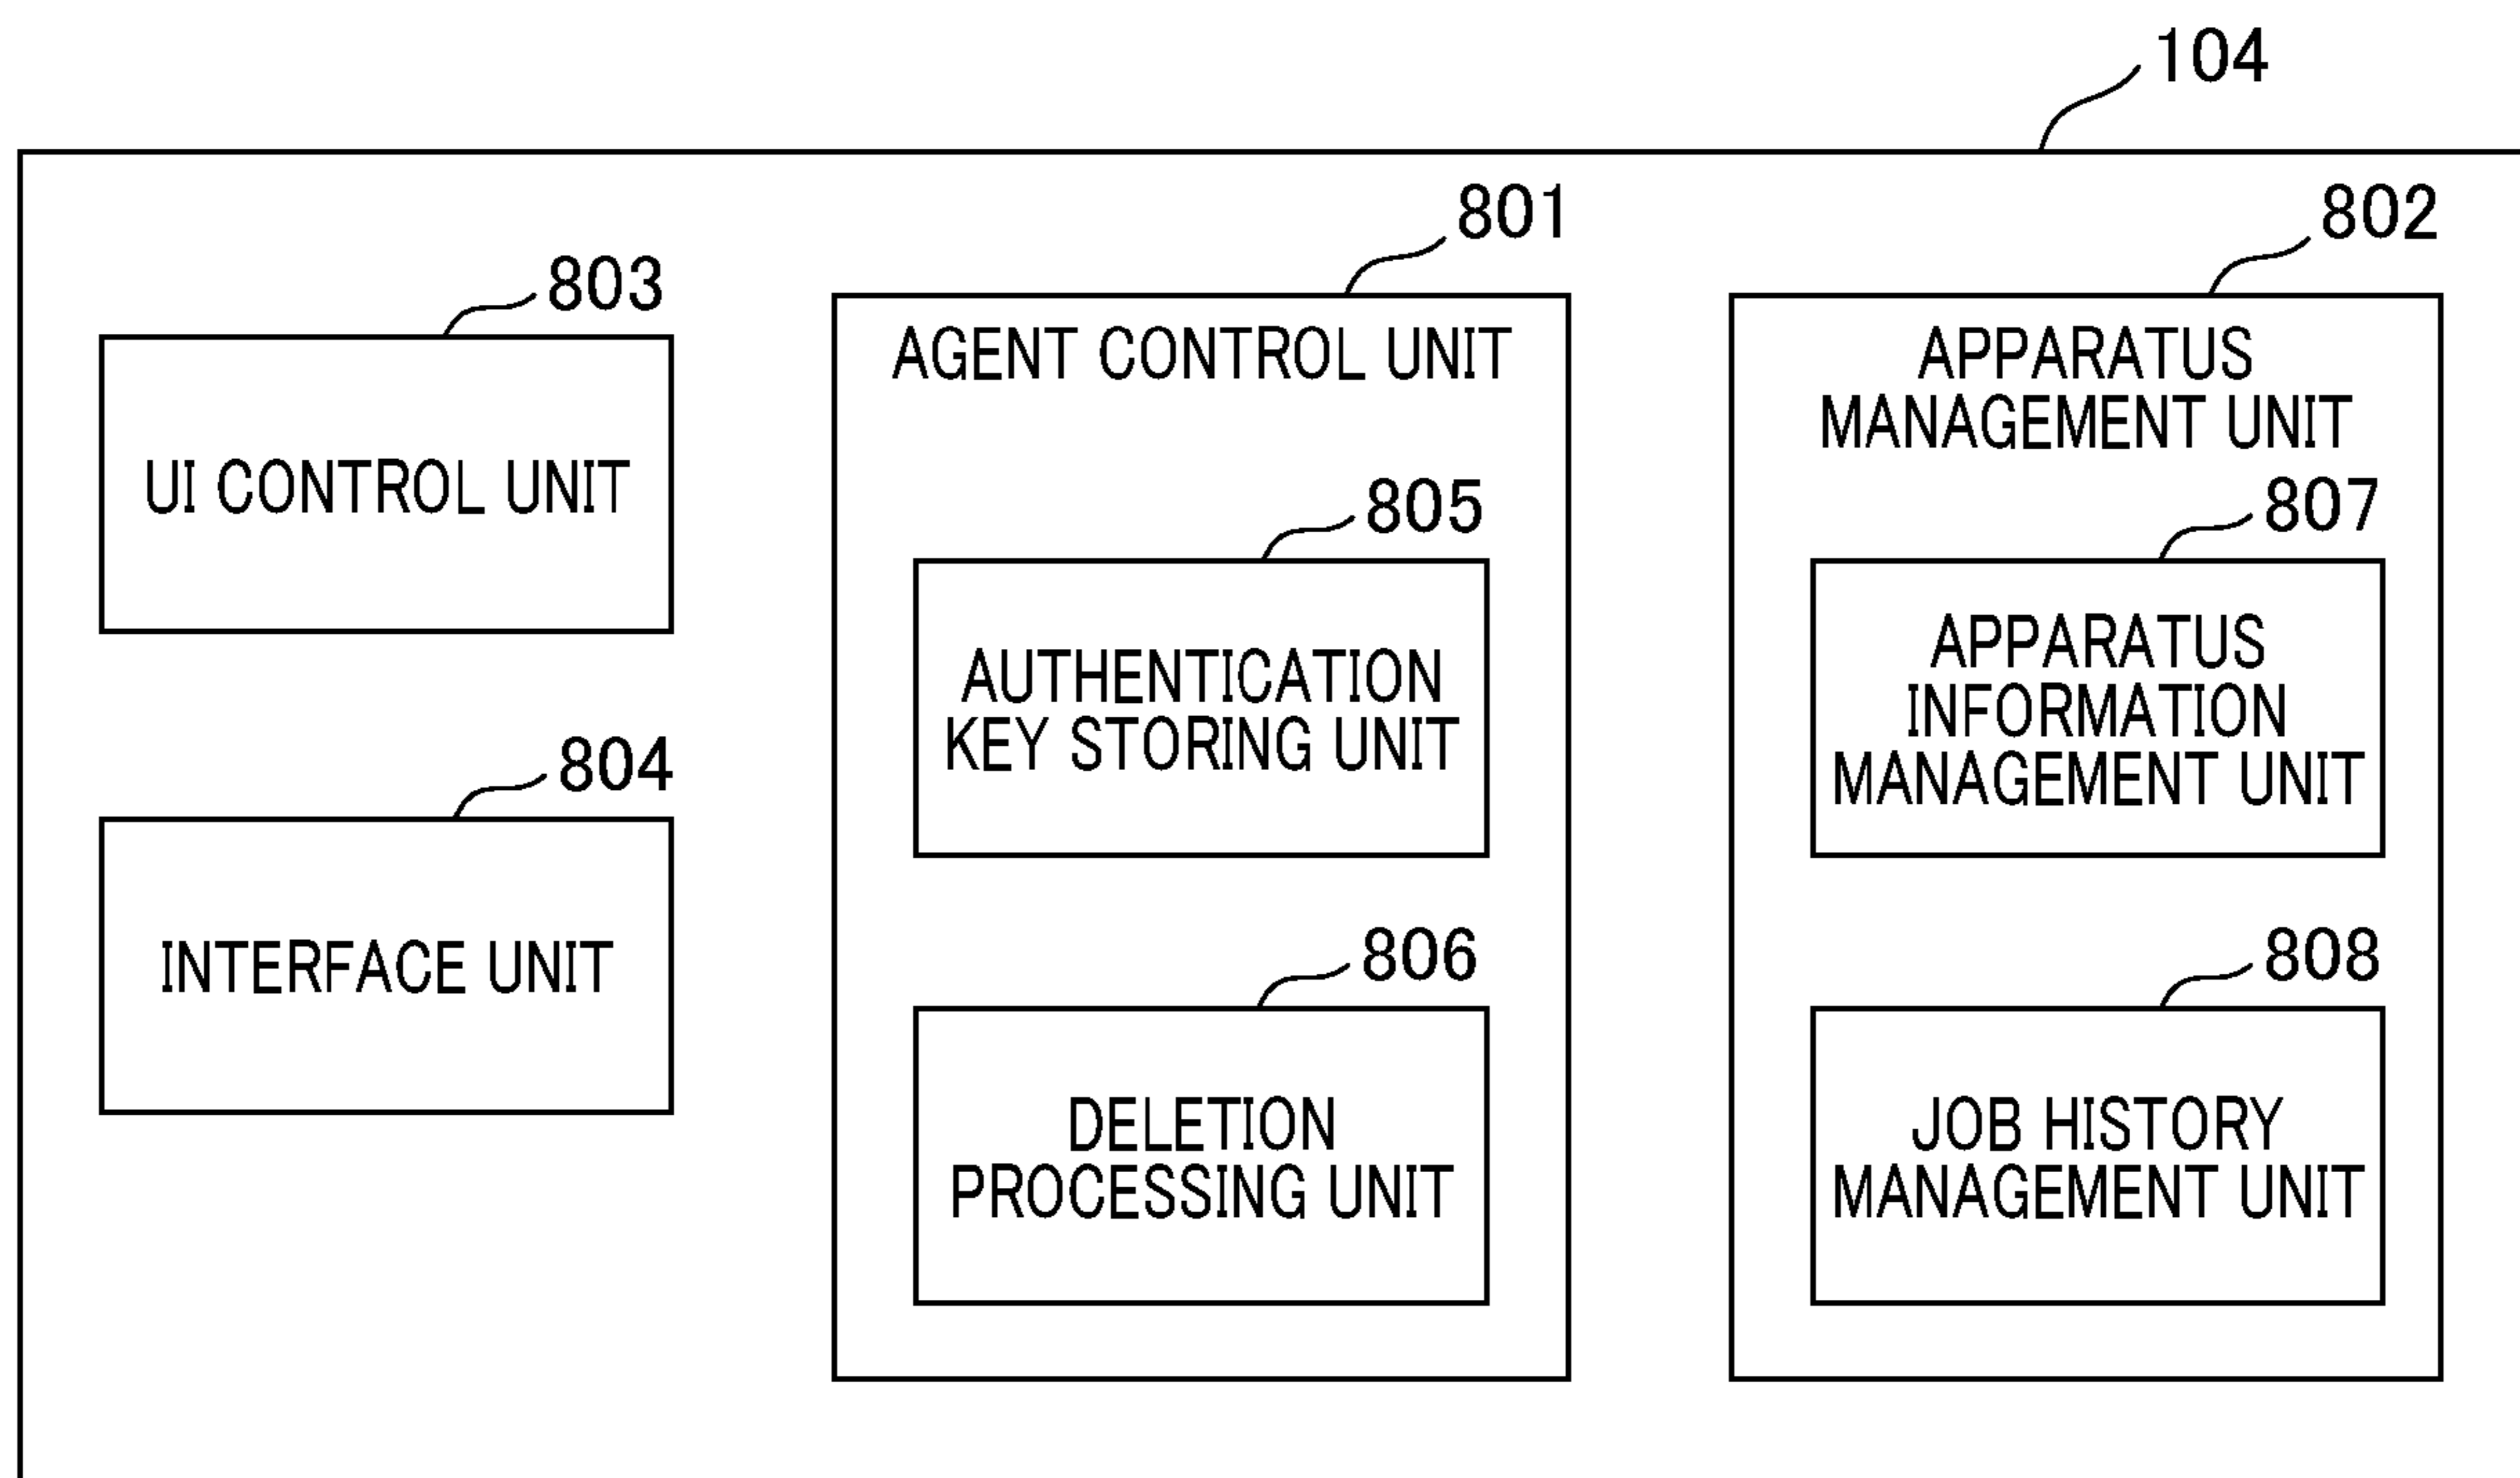 104
803
UI CONTROL UNIT
804
INTERFACE UNIT
801
AGENT CONTROL UNIT
805
AUTHENTICATION
KEY STORING UNIT
806
DELETION
PROCESSING UNIT
802
APPARATUS
MANAGEMENT UNIT
807
APPARATUS
INFORMATION
MANAGEMENT UNIT
808
JOB HISTORY
MANAGEMENT UNIT